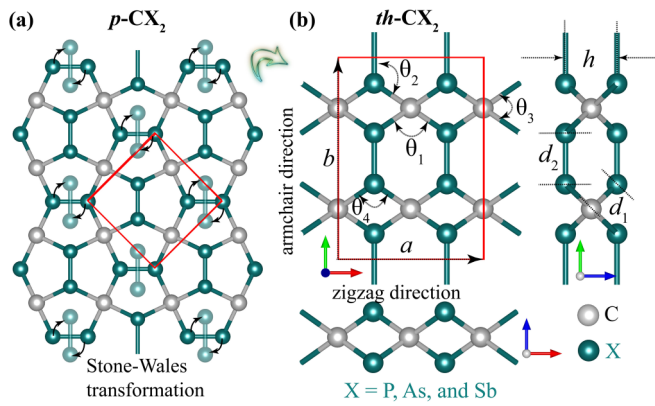 (a)
p-CX₂
(b)
th-CX₂
θ₂
h
θ₃
θ₁
b
d₂
θ₄
d₁
a
armchair direction
zigzag direction
C
X
Stone-Wales
transformation
X = P, As, and Sb